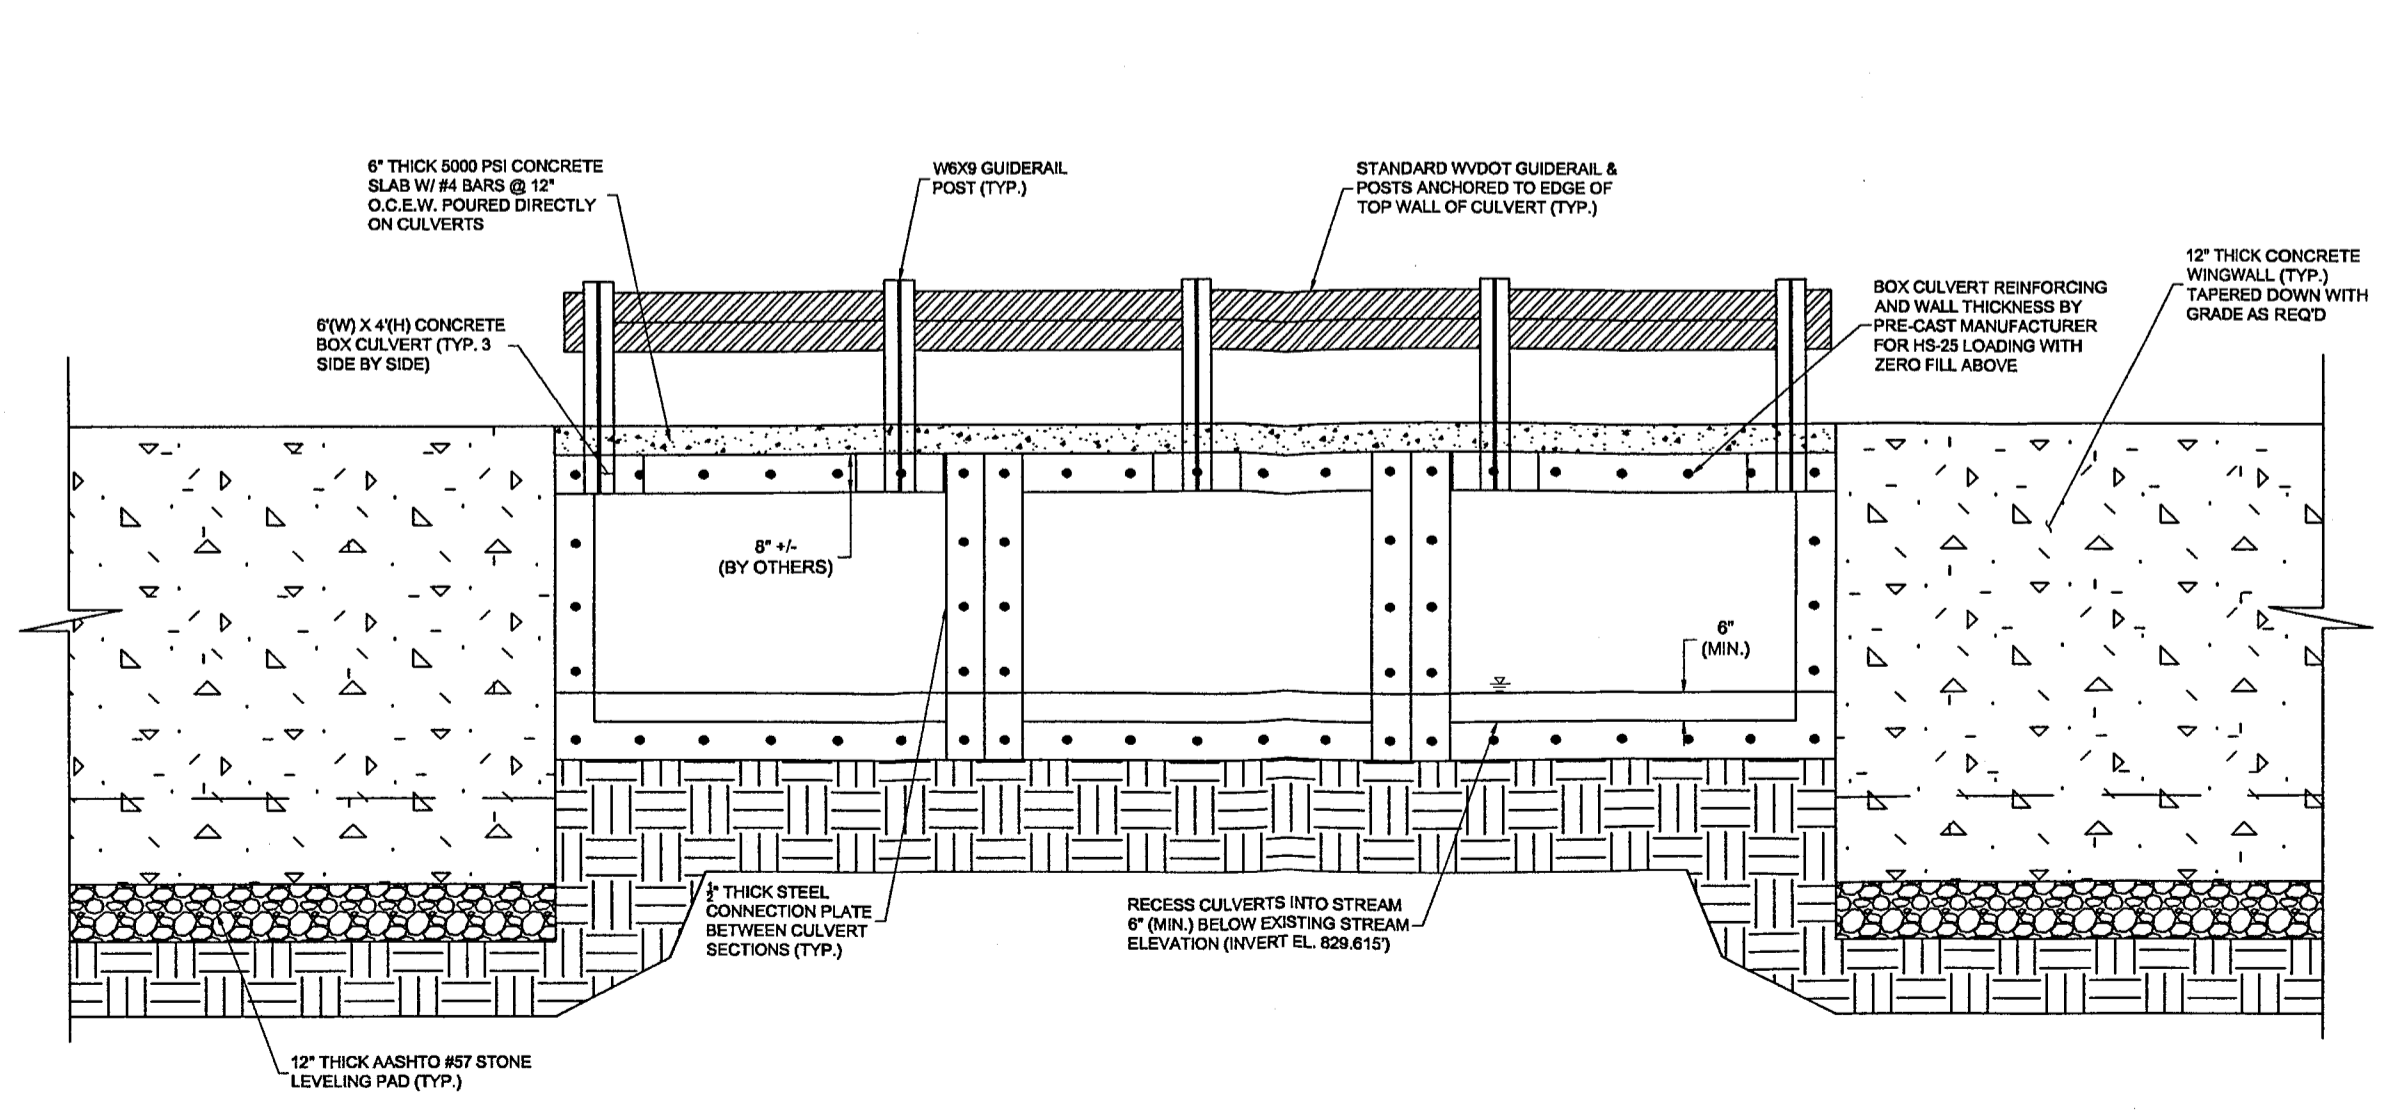 6" THICK 5000 PSI CONCRETE
SLAB W/ #4 BARS @ 12"
O.C.E.W. POURED DIRECTLY
ON CULVERTS
W6X9 GUIDERAIL
POST (TYP.)
STANDARD WVDOT GUIDERAIL &
POSTS ANCHORED TO EDGE OF
TOP WALL OF CULVERT (TYP.)
12" THICK CONCRETE
WINGWALL (TYP.)
TAPERED DOWN WITH
GRADE AS REQ'D
BOX CULVERT REINFORCING
AND WALL THICKNESS BY
PRE-CAST MANUFACTURER
FOR HS-25 LOADING WITH
ZERO FILL ABOVE
6'(W) X 4'(H) CONCRETE
BOX CULVERT (TYP. 3
SIDE BY SIDE)
8" +/-
(BY OTHERS)
6"
(MIN.)
½" THICK STEEL
CONNECTION PLATE
BETWEEN CULVERT
SECTIONS (TYP.)
RECESS CULVERTS INTO STREAM
6" (MIN.) BELOW EXISTING STREAM
ELEVATION (INVERT EL. 829.615')
12" THICK AASHTO #57 STONE
LEVELING PAD (TYP.)